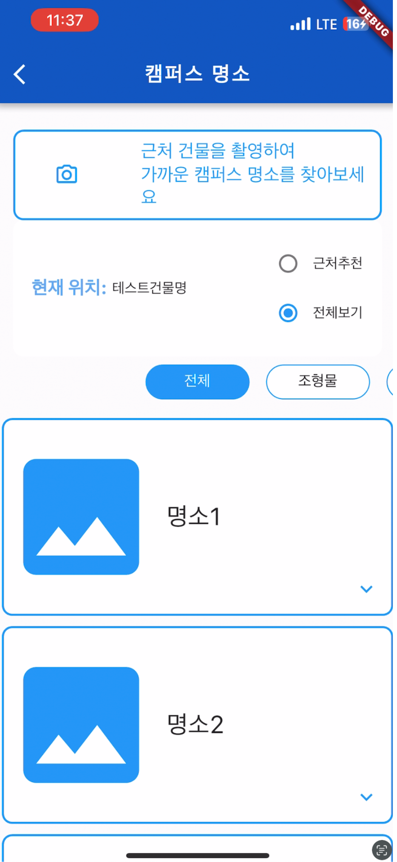 11:37
LTE
16
DEBUG
캠퍼스 명소
근처 건물을 촬영하여
가까운 캠퍼스 명소를 찾아보세
요
근처추천
현재 위치: 테스트건물명
전체보기
전체
조형물
명소1
명소2